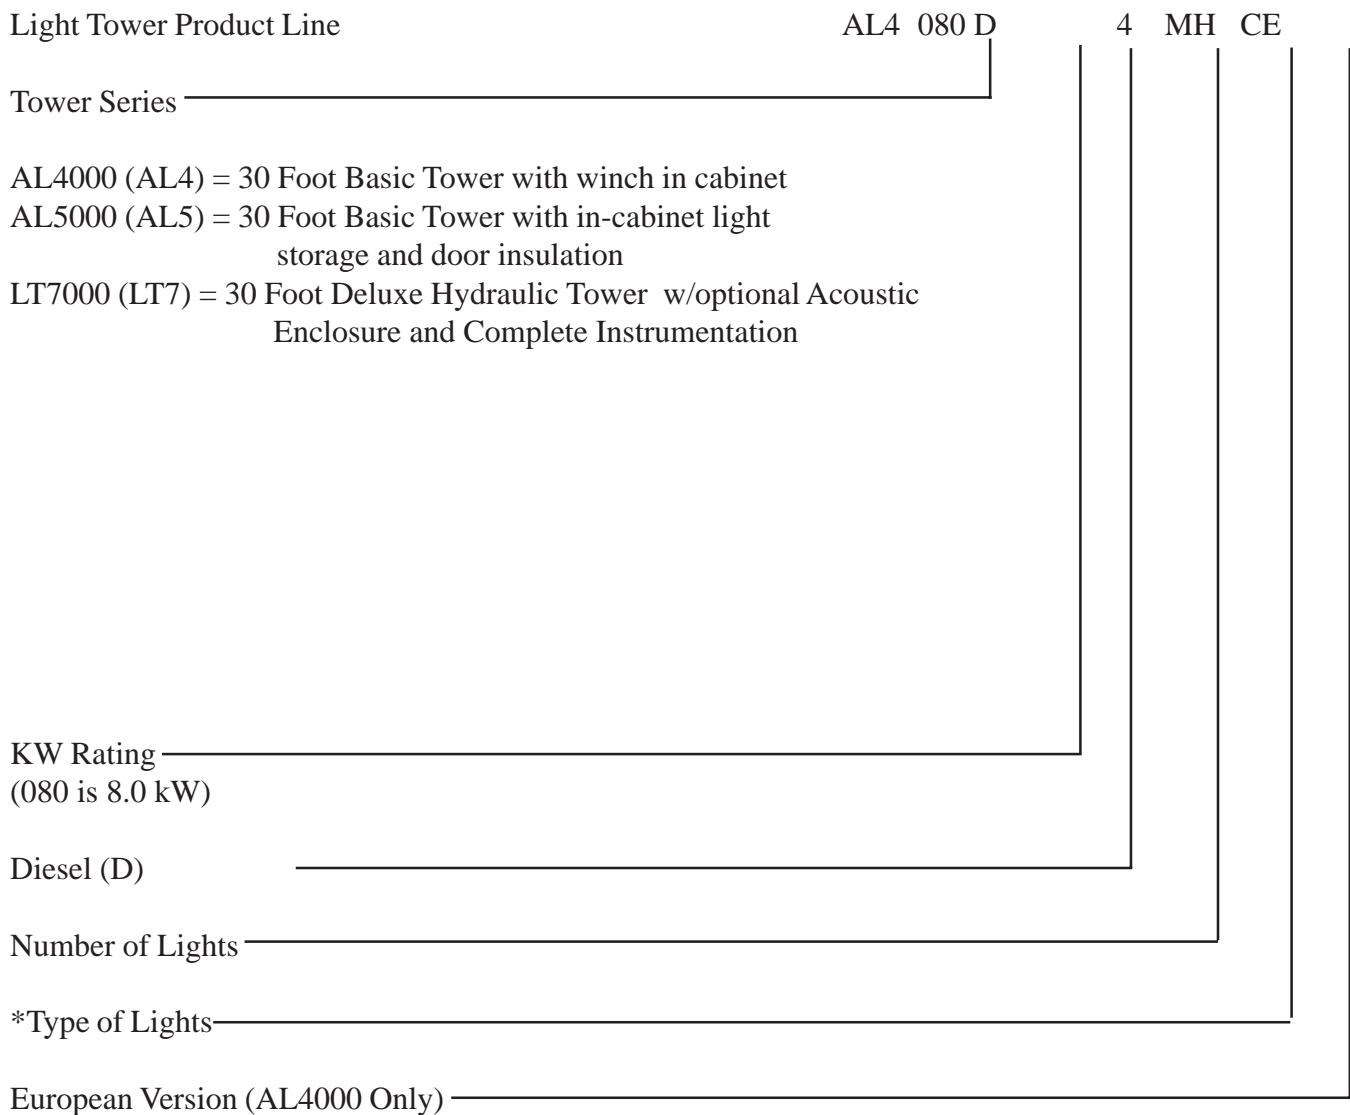 Light Tower Product Line AL4 080 D 4 MH CE
Tower Series
AL4000 (AL4) = 30 Foot Basic Tower with winch in cabinet
AL5000 (AL5) = 30 Foot Basic Tower with in-cabinet light
storage and door insulation
LT7000 (LT7) = 30 Foot Deluxe Hydraulic Tower w/optional Acoustic
Enclosure and Complete Instrumentation
KW Rating
(080 is 8.0 kW)
Diesel (D)
Number of Lights
*Type of Lights
European Version (AL4000 Only)